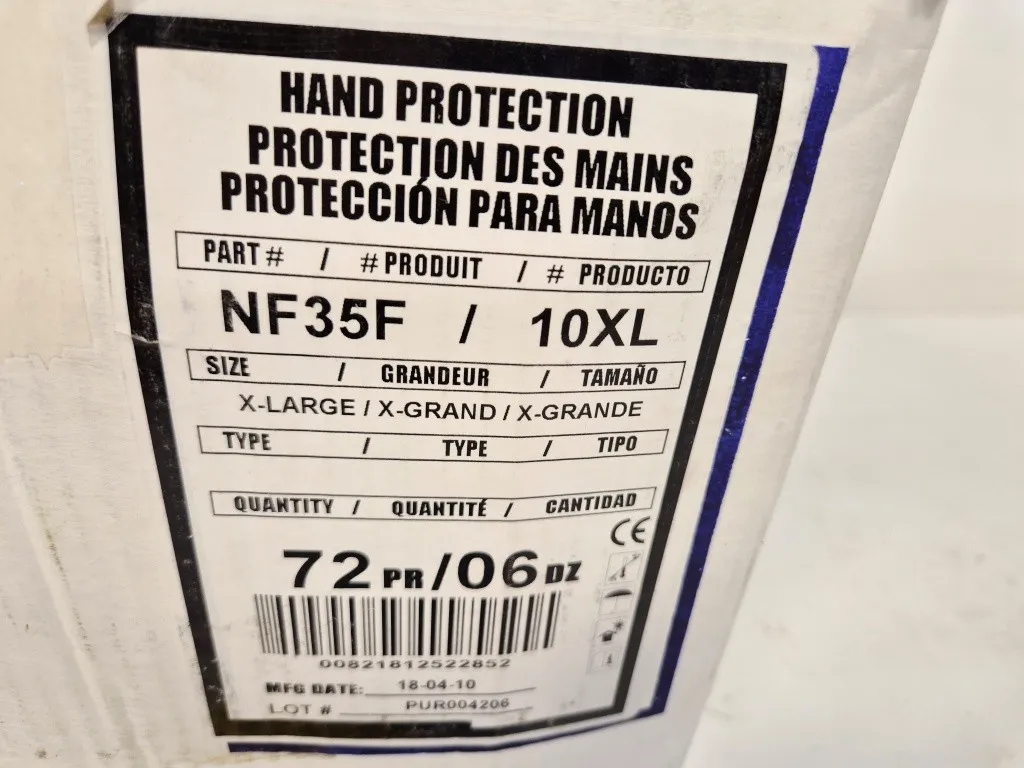 HAND PROTECTION
PROTECTION DES MAINS
PROTECCIÓN PARA MANOS
PART # / # PRODUIT / # PRODUCTO
NF35F / 10XL
SIZE / GRANDEUR / TAMAÑO
X-LARGE / X-GRAND / X-GRANDE
TYPE / TYPE / TIPO
QUANTITY / QUANTITÉ / CANTIDAD
CE
72 PR / 06 DZ
00821812522852
MFG DATE: 18-04-10
LOT # PUR004206